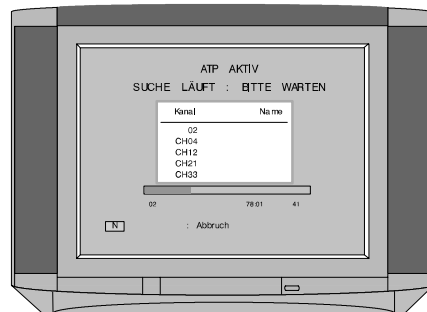 ATP AKTIV
SUCHE LÄUFT : BITTE WARTEN
Kanal Name
02
CH04
CH12
CH21
CH33
02 78:01 41
N : Abbruch